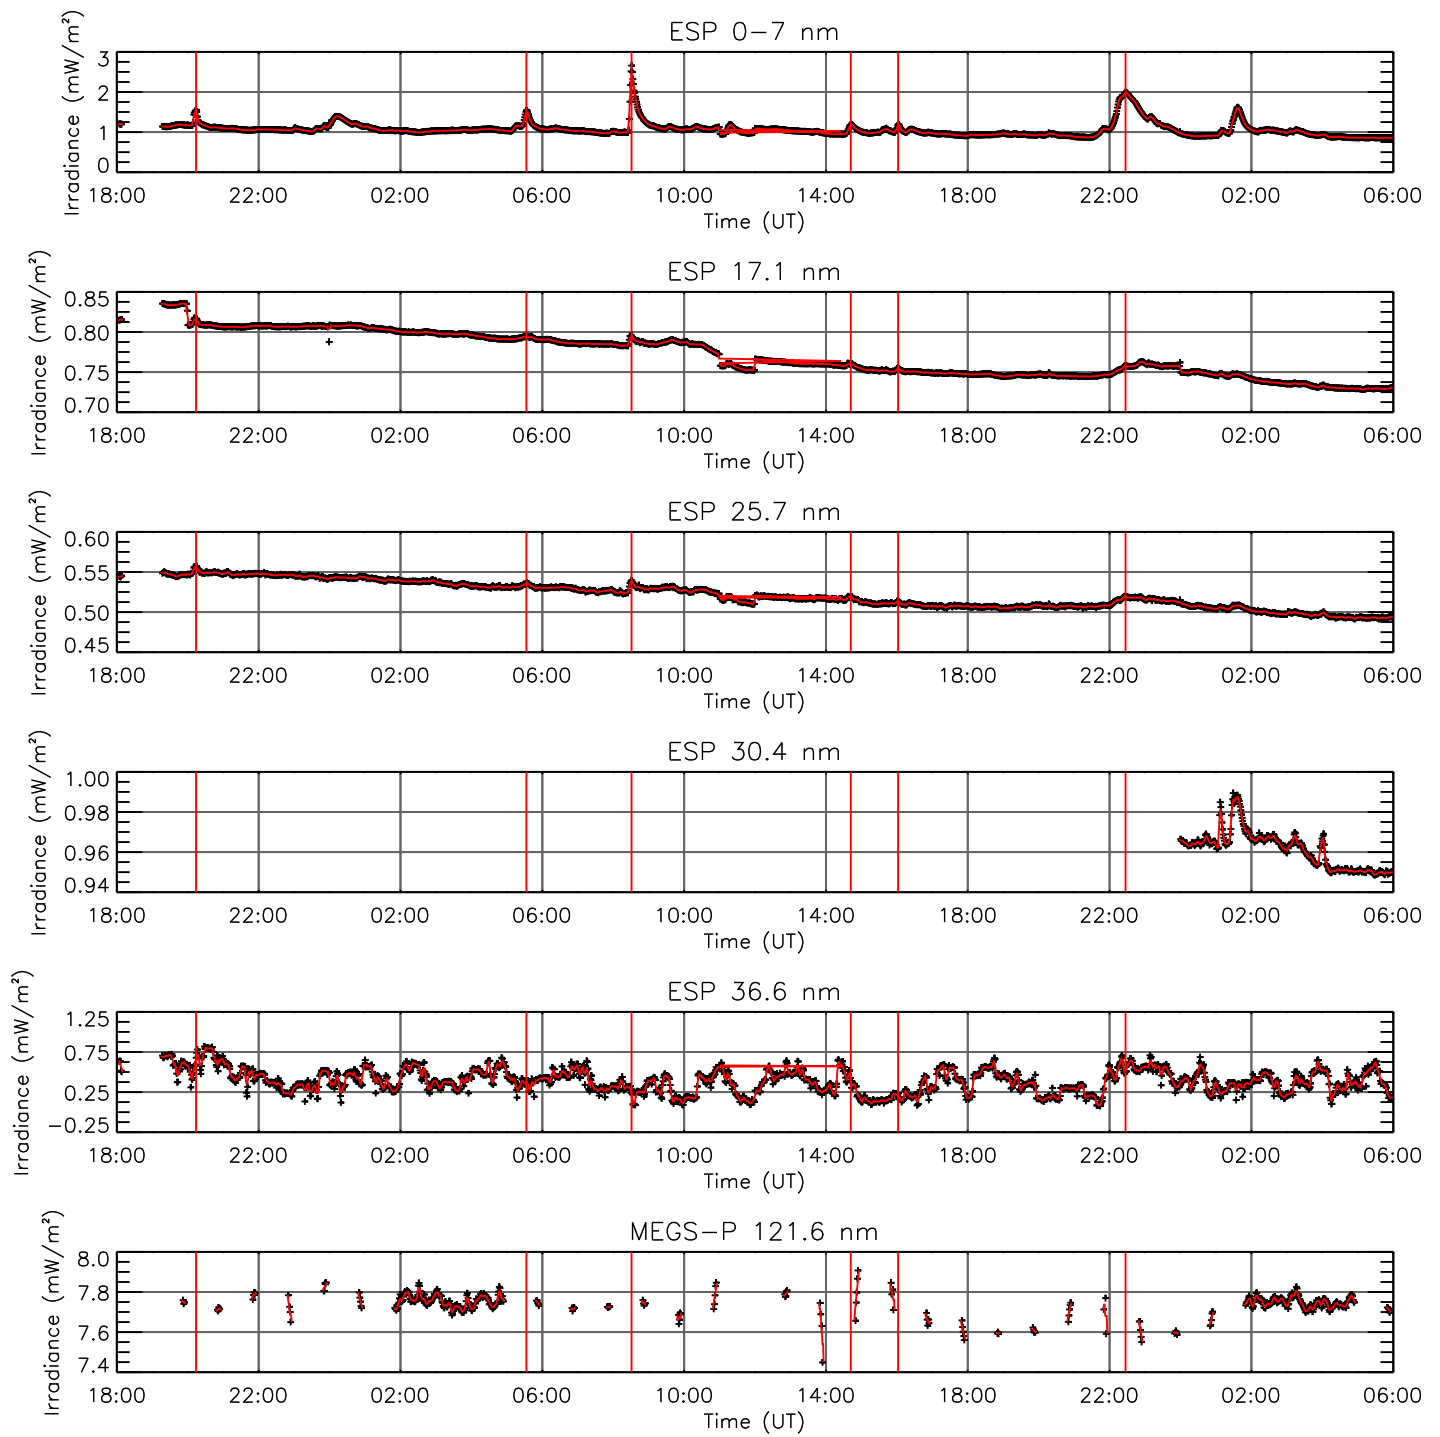 ESP 0−7 nm
Irradiance (mW/m²)
3
2
1
0
18:00 22:00 02:00 06:00 10:00 14:00 18:00 22:00 02:00 06:00
Time (UT)
ESP 17.1 nm
Irradiance (mW/m²)
0.85
0.80
0.75
0.70
18:00 22:00 02:00 06:00 10:00 14:00 18:00 22:00 02:00 06:00
Time (UT)
ESP 25.7 nm
Irradiance (mW/m²)
0.60
0.55
0.50
0.45
18:00 22:00 02:00 06:00 10:00 14:00 18:00 22:00 02:00 06:00
Time (UT)
ESP 30.4 nm
Irradiance (mW/m²)
1.00
0.98
0.96
0.94
18:00 22:00 02:00 06:00 10:00 14:00 18:00 22:00 02:00 06:00
Time (UT)
ESP 36.6 nm
Irradiance (mW/m²)
1.25
0.75
0.25
−0.25
18:00 22:00 02:00 06:00 10:00 14:00 18:00 22:00 02:00 06:00
Time (UT)
MEGS−P 121.6 nm
Irradiance (mW/m²)
8.0
7.8
7.6
7.4
18:00 22:00 02:00 06:00 10:00 14:00 18:00 22:00 02:00 06:00
Time (UT)